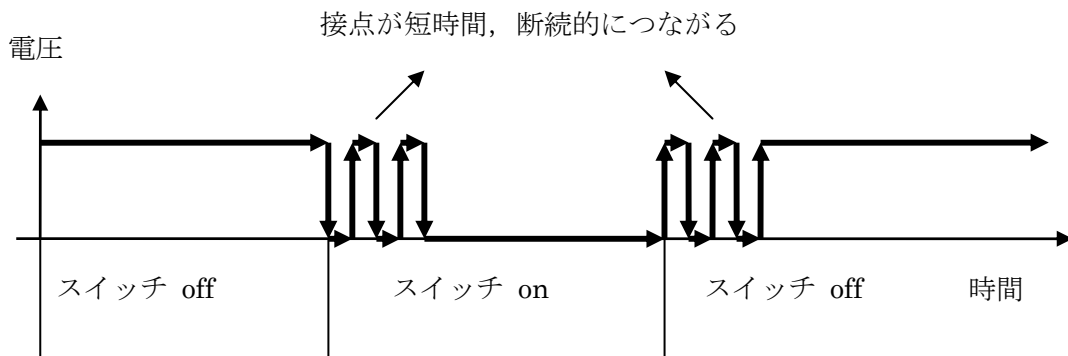 接点が短時間，断続的につながる
電圧
スイッチ off
スイッチ on
スイッチ off
時間